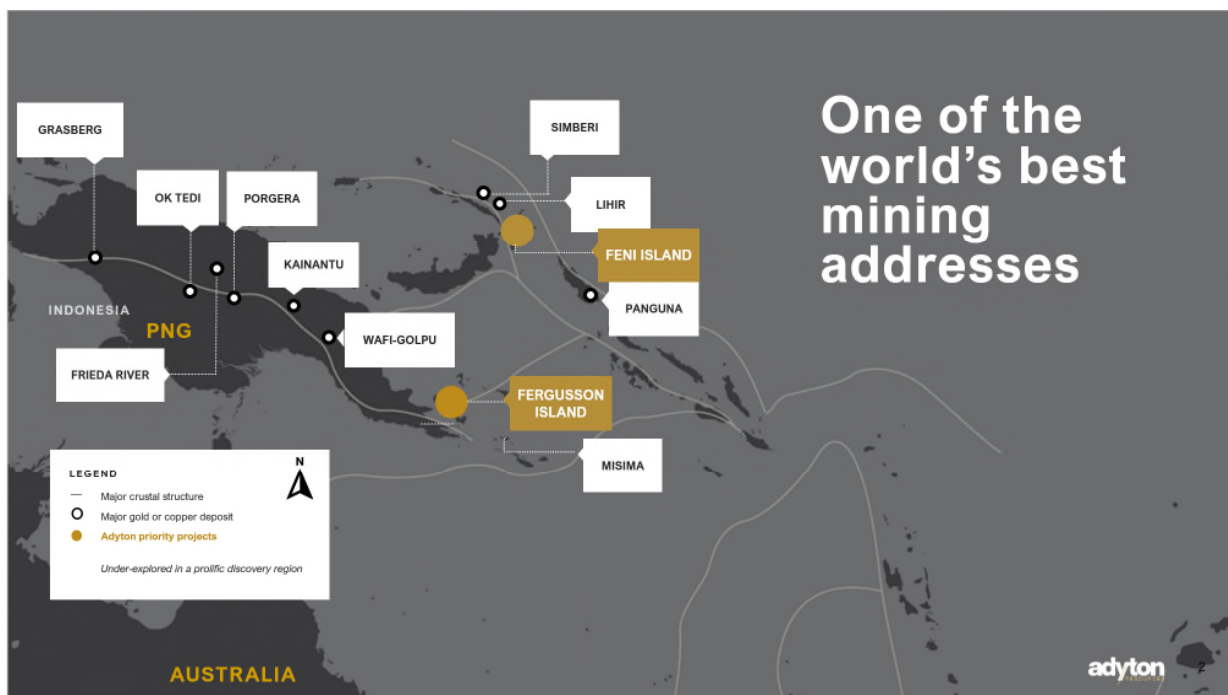 One of the
world's best
mining
addresses
GRASBERG
OK TEDI
PORGERA
KAINANTU
SIMBERI
LIHIR
FENI ISLAND
PANGUNA
INDONESIA
PNG
WAFI-GOLPU
FRIEDA RIVER
FERGUSSON
ISLAND
MISIMA
LEGEND
N
Major crustal structure
Major gold or copper deposit
Adyton priority projects
Under-explored in a prolific discovery region
AUSTRALIA
adyton
RESOURCES
2